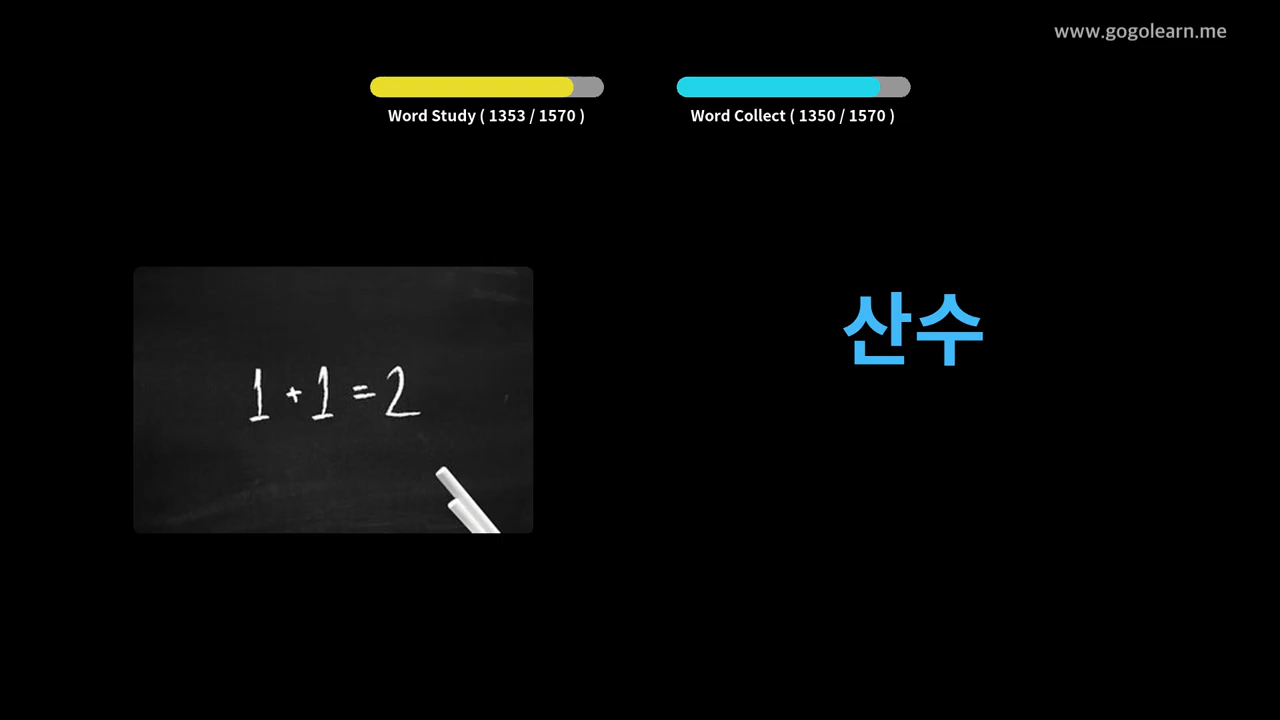 www.gogolearn.me
Word Study ( 1353 / 1570 )
Word Collect ( 1350 / 1570 )
산수
1 + 1 = 2